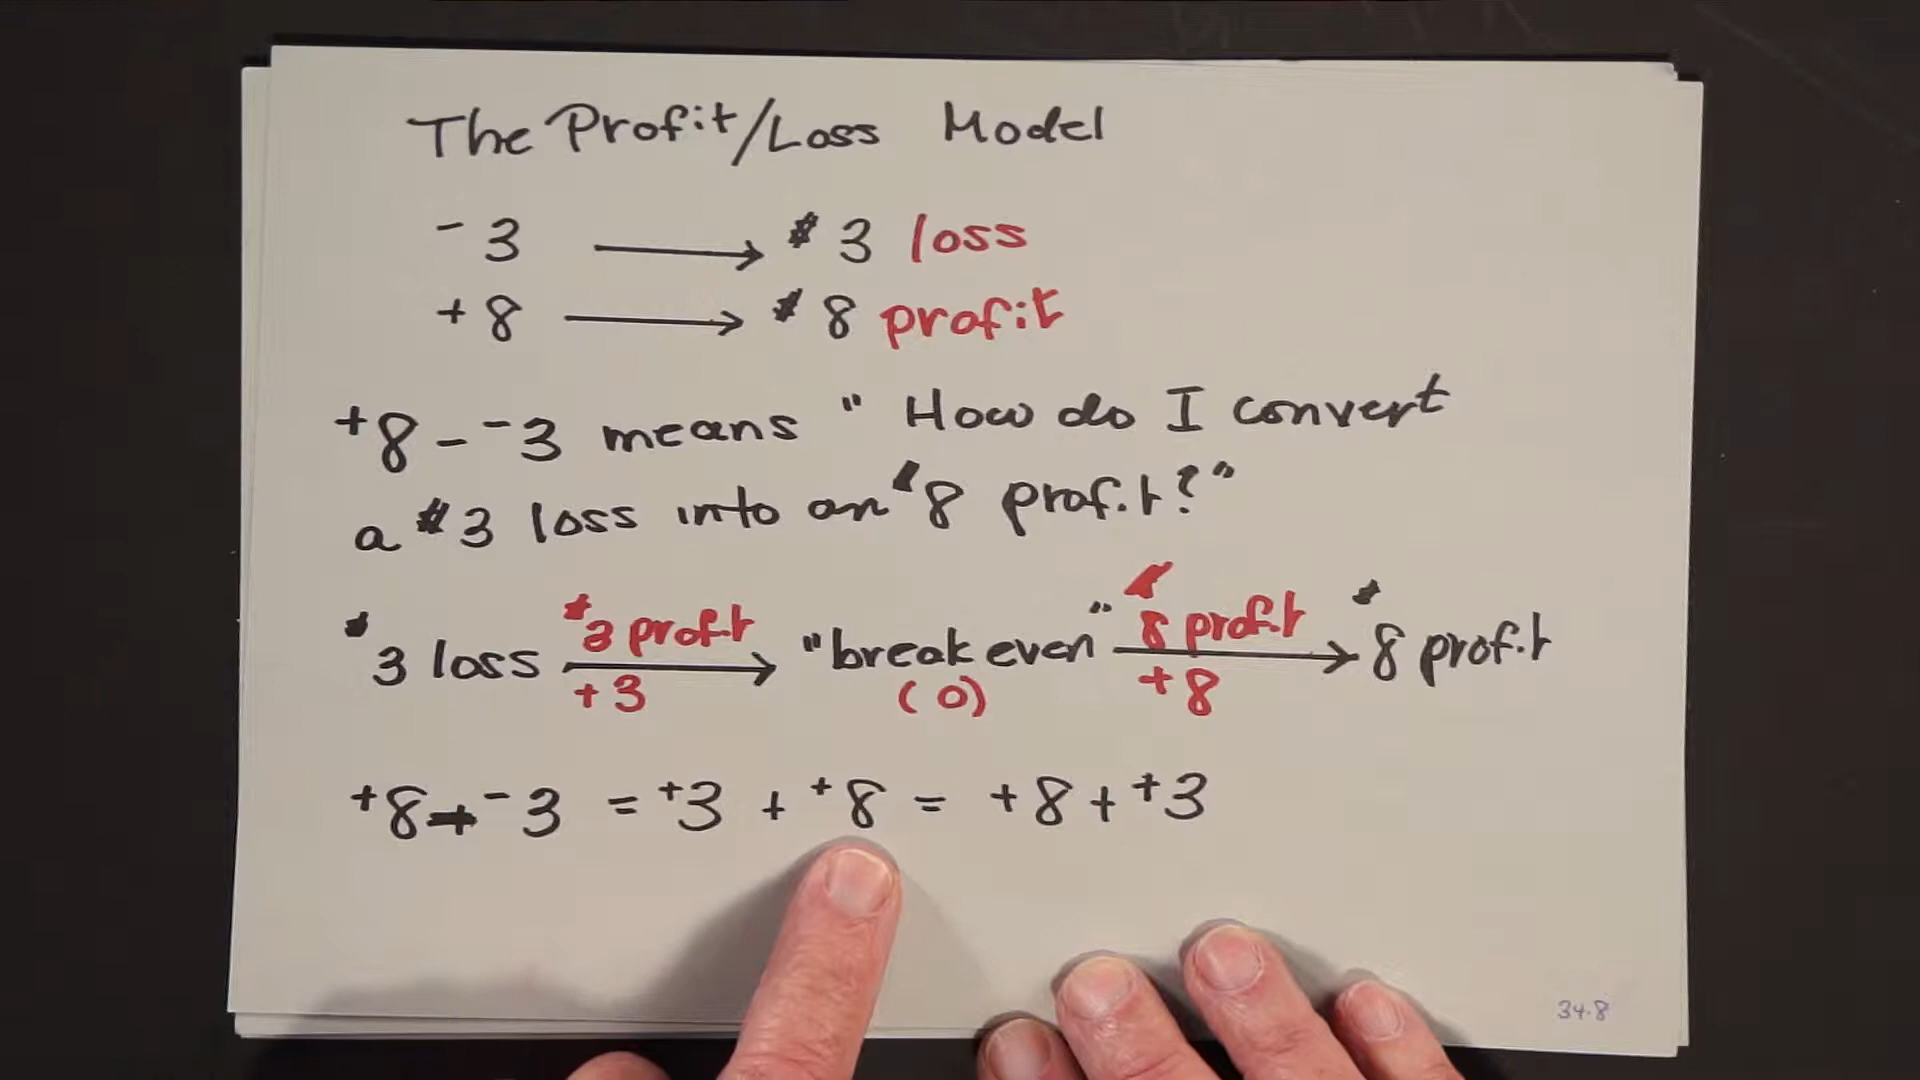 The Profit/Loss Model
-3 → $3 loss
+8 → $8 profit
+8 - -3 means " How do I convert
a $3 loss into an $8 profit?"
$3 loss $3 profit +3 → "break even" (0) $8 profit +8 → $8 profit
+8 - -3 = +3 + +8 = +8 + +3
34.8